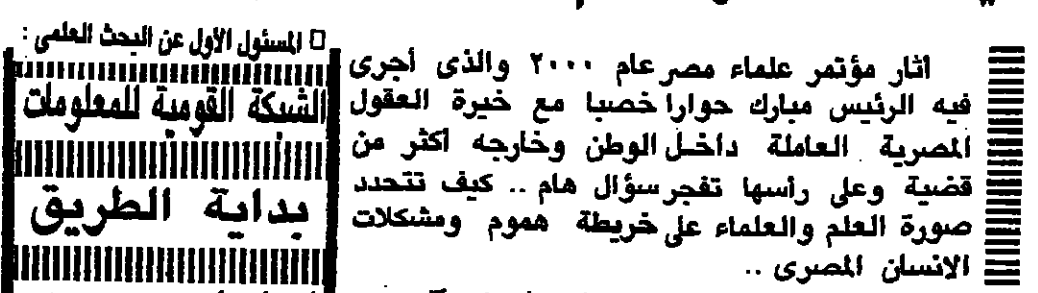 اثار مؤتمر علماء مصر عام ٢٠٠٠ والذى أجرى
فيه الرئيس مبارك حوارا خصبا مع خيرة العقول
المصرية العاملة داخل الوطن وخارجه اكثر من
قضية وعلى رأسها تفجر سؤال هام .. كيف تتحدد
صورة العلم والعلماء على خريطة هموم ومشكلات
الانسان المصرى ..
□ المسئول الأول عن البحث العلمى :
الشبكة القومية للمعلومات
بداية الطريق